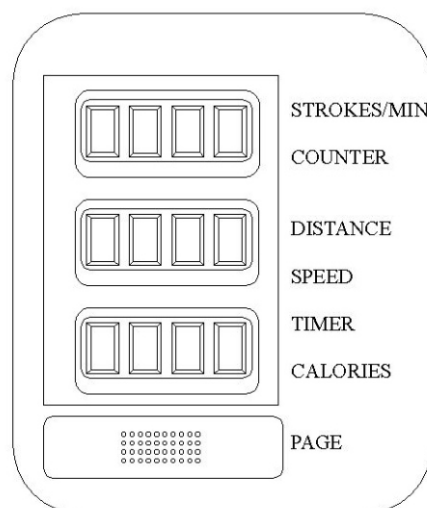 STROKES/MIN
COUNTER
DISTANCE
SPEED
TIMER
CALORIES
PAGE